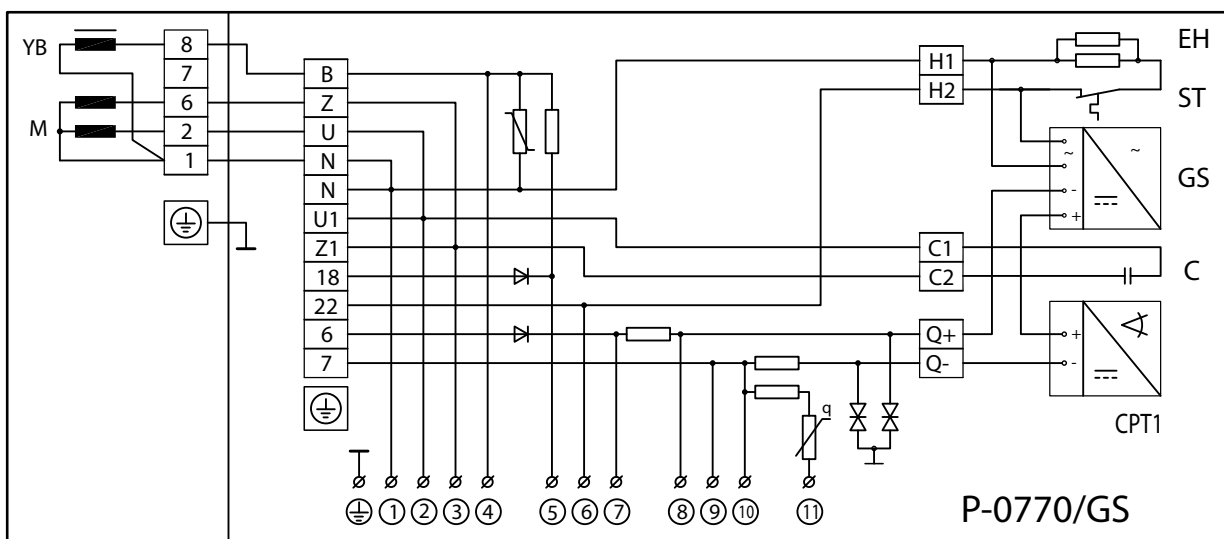 YB
M
8
7
6
2
1
B
Z
U
N
N
U1
Z1
18
22
6
7
H1
H2
C1
C2
Q+
Q-
EH
ST
~
~
-
+
GS
C
+
-
CPT1
q
1 2 3 4 5 6 7 8 9 10 11
P-0770/GS